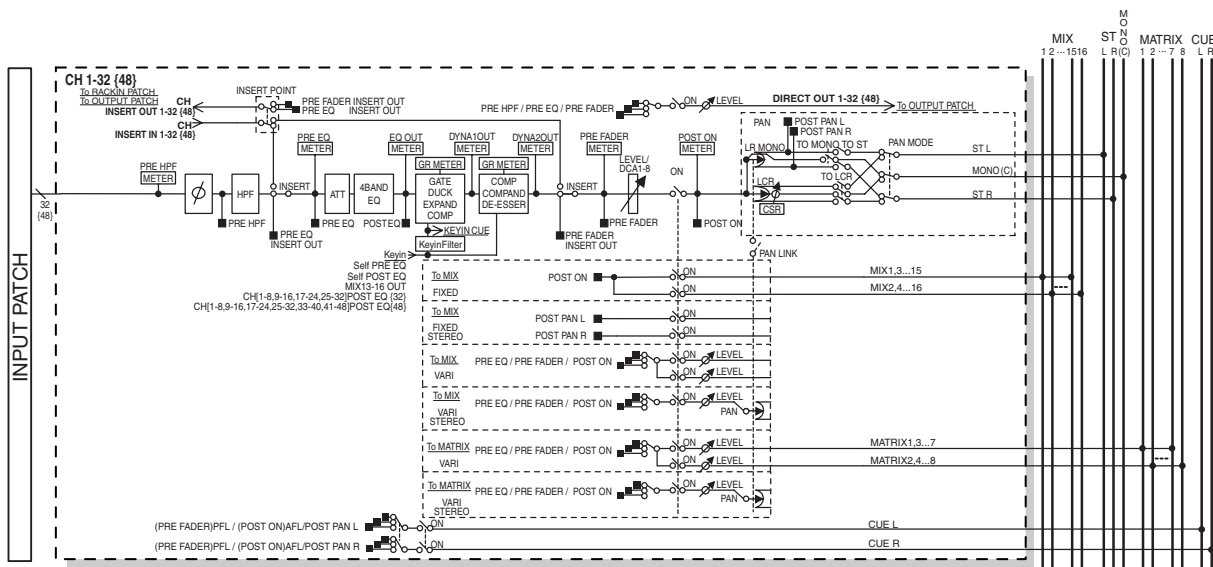 MONO
MIX ST (C) MATRIX CUE
1 2 ··· 1516 L R 1 2 ··· 7 8 L R
INPUT PATCH
32
{48}
CH 1-32 {48}
To RACKIN PATCH
To OUTPUT PATCH
CH
INSERT OUT 1-32 {48}
CH
INSERT IN 1-32 {48}
INSERT POINT
PRE FADER INSERT OUT
PRE EQ INSERT OUT
PRE HPF / PRE EQ / PRE FADER
ON
LEVEL
DIRECT OUT 1-32 {48}
To OUTPUT PATCH
PRE HPF
METER
PRE EQ
METER
EQ OUT
METER
DYNA1OUT
METER
DYNA2OUT
METER
PRE FADER
METER
POST ON
METER
GR METER
GR METER
LEVEL/
DCA1-8
ON
Ø
HPF
INSERT
ATT
4BAND
EQ
GATE
DUCK
EXPAND
COMP
COMP
COMPAND
DE-ESSER
INSERT
PRE HPF
PRE EQ
INSERT OUT
PRE EQ
POST EQ
KEYIN CUE
KeyinFilter
PRE FADER
INSERT OUT
PRE FADER
POST ON
PAN
POST PAN L
POST PAN R
LR MONO
TO MONO TO ST
PAN MODE
LCR
TO LCR
CSR
ST L
MONO (C)
ST R
PAN LINK
Keyin
Self PRE EQ
Self POST EQ
MIX13-16 OUT
CH[1-8,9-16,17-24,25-32]POST EQ {32}
CH[1-8,9-16,17-24,25-32,33-40,41-48]POST EQ{48}
To MIX
FIXED
POST ON
ON
ON
MIX1,3...15
MIX2,4...16
To MIX
FIXED
STEREO
POST PAN L
POST PAN R
ON
ON
To MIX
VARI
PRE EQ / PRE FADER / POST ON
ON
LEVEL
ON
LEVEL
To MIX
VARI
STEREO
PRE EQ / PRE FADER / POST ON
ON
LEVEL
PAN
To MATRIX
VARI
PRE EQ / PRE FADER / POST ON
ON
LEVEL
ON
LEVEL
MATRIX1,3...7
MATRIX2,4...8
To MATRIX
VARI
STEREO
PRE EQ / PRE FADER / POST ON
ON
LEVEL
PAN
(PRE FADER)PFL / (POST ON)AFL/POST PAN L
ON
CUE L
(PRE FADER)PFL / (POST ON)AFL/POST PAN R
ON
CUE R